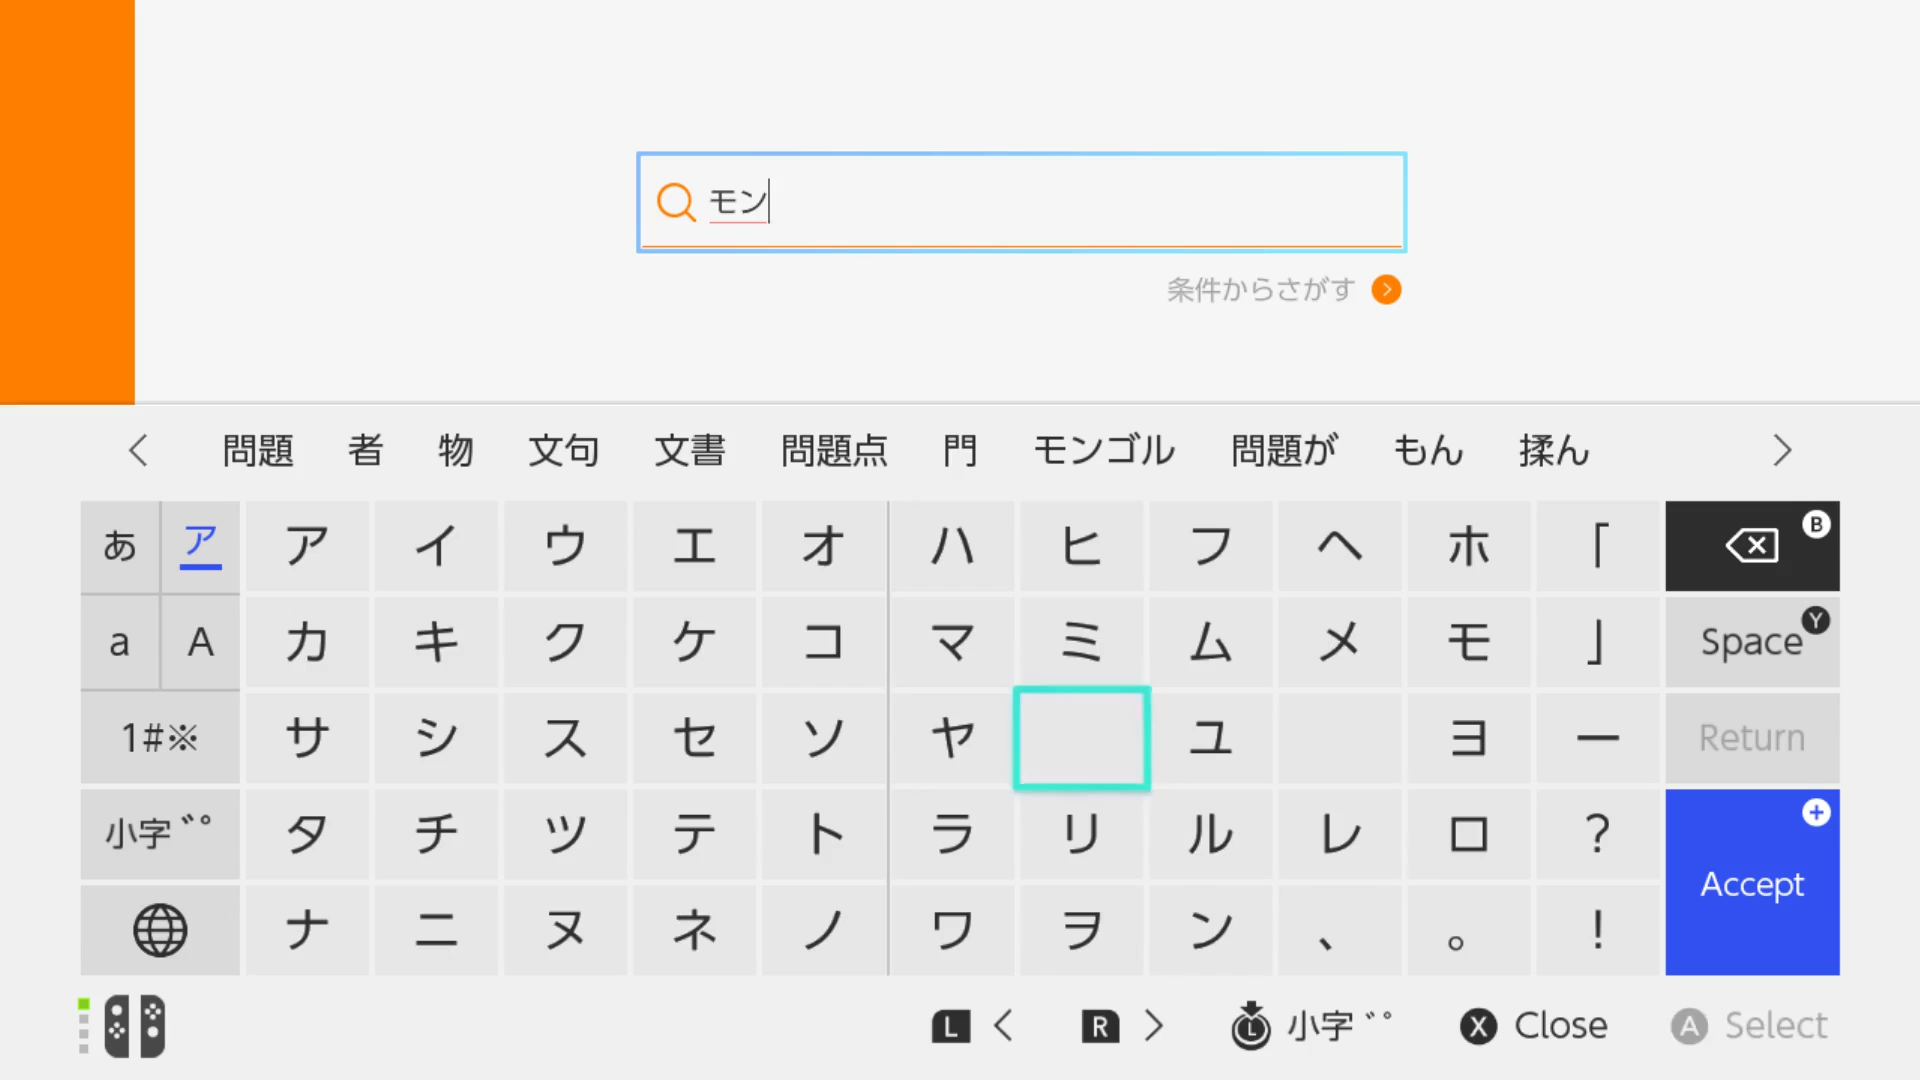 モン
条件からさがす
問題 者 物 文句 文書 問題点 門 モンゴル 問題が もん 揉ん
あ ア ア イ ウ エ オ ハ ヒ フ ヘ ホ 「 B
a A カ キ ク ケ コ マ ミ ム メ モ 」 Space Y
1#※ サ シ ス セ ソ ヤ ユ ヨ ー Return
小字 ゛゜ タ チ ツ テ ト ラ リ ル レ ロ ? +
Accept
ナ ニ ヌ ネ ノ ワ ヲ ン 、 。 !
L < R > L 小字 ゛゜ X Close A Select